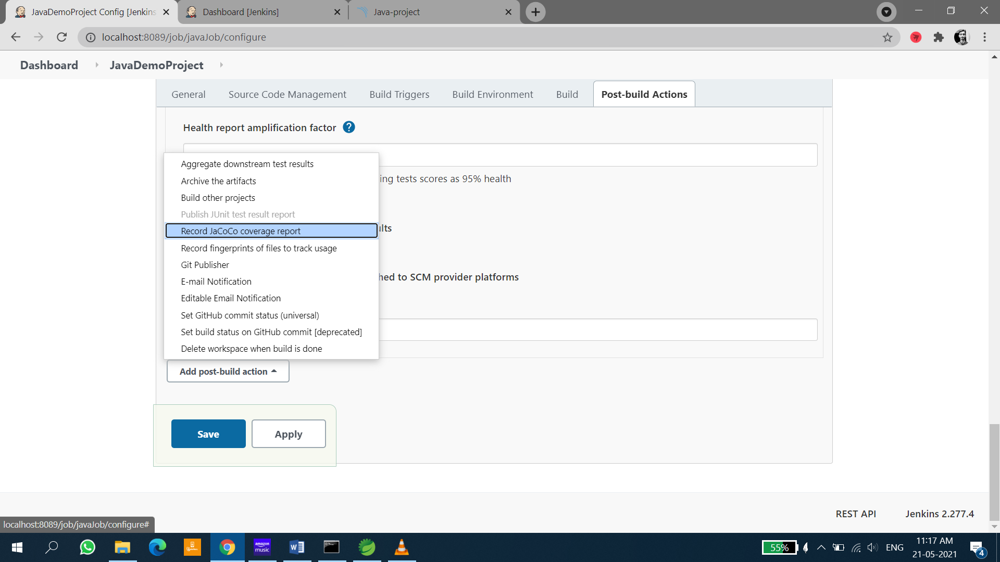 JavaDemoProject Config [Jenkins
Dashboard [Jenkins]
Java-project
localhost:8089/job/javaJob/configure
Dashboard
JavaDemoProject
General
Source Code Management
Build Triggers
Build Environment
Build
Post-build Actions
Health report amplification factor ?
Aggregate downstream test results
Archive the artifacts
ing tests scores as 95% health
Build other projects
Publish JUnit test result report
Record JaCoCo coverage report
ults
Record fingerprints of files to track usage
Git Publisher
hed to SCM provider platforms
E-mail Notification
Editable Email Notification
Set GitHub commit status (universal)
Set build status on GitHub commit [deprecated]
Delete workspace when build is done
Add post-build action
Save
Apply
REST API
Jenkins 2.277.4
localhost:8089/job/javaJob/configure#
amazon
music
55%
ENG
11:17 AM
21-05-2021
4